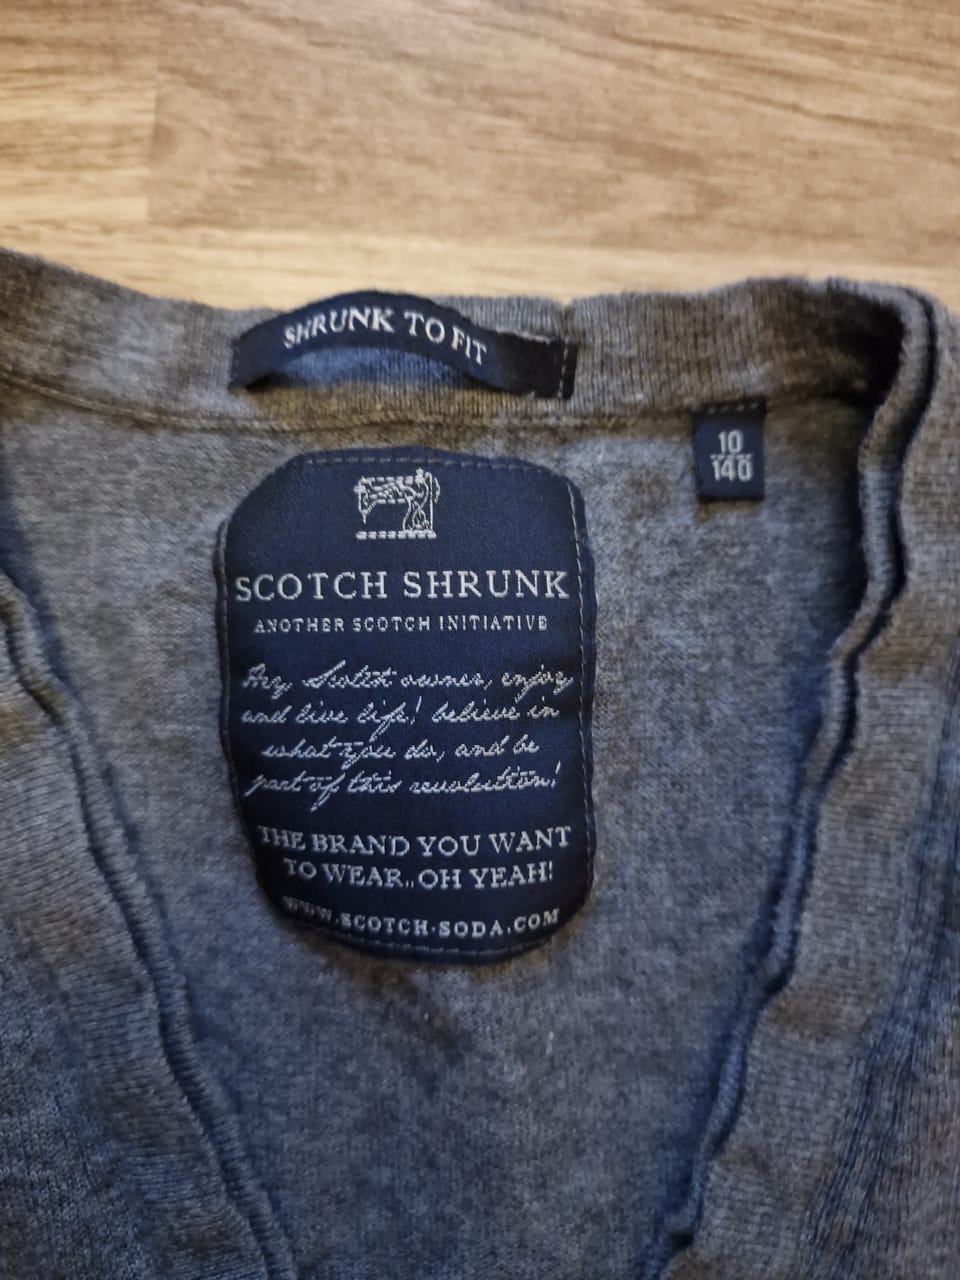 SHRUNK TO FIT
10
140
SCOTCH SHRUNK
ANOTHER SCOTCH INITIATIVE
Hey Scotch owner, enjoy
and live life! believe in
what you do, and be
part of this revolution!
THE BRAND YOU WANT
TO WEAR..OH YEAH!
WWW.SCOTCH-SODA.COM